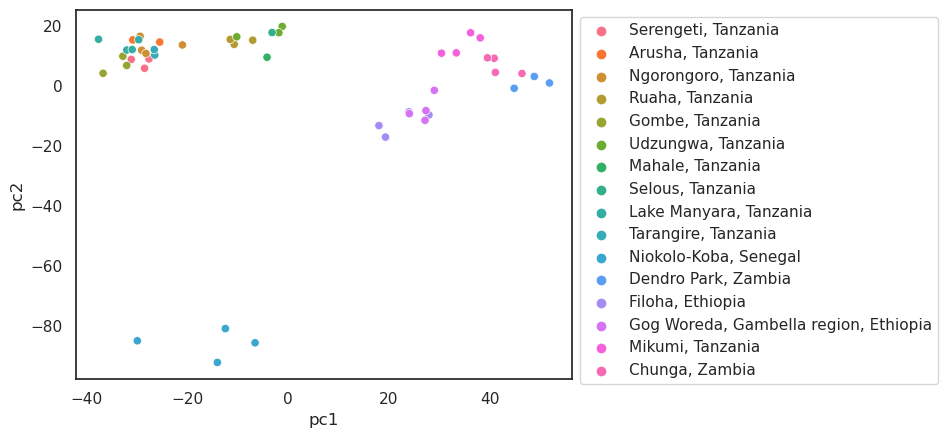 20
0
−20
−40
−60
−80
pc2
−40
−20
0
20
40
pc1
Serengeti, Tanzania
Arusha, Tanzania
Ngorongoro, Tanzania
Ruaha, Tanzania
Gombe, Tanzania
Udzungwa, Tanzania
Mahale, Tanzania
Selous, Tanzania
Lake Manyara, Tanzania
Tarangire, Tanzania
Niokolo-Koba, Senegal
Dendro Park, Zambia
Filoha, Ethiopia
Gog Woreda, Gambella region, Ethiopia
Mikumi, Tanzania
Chunga, Zambia